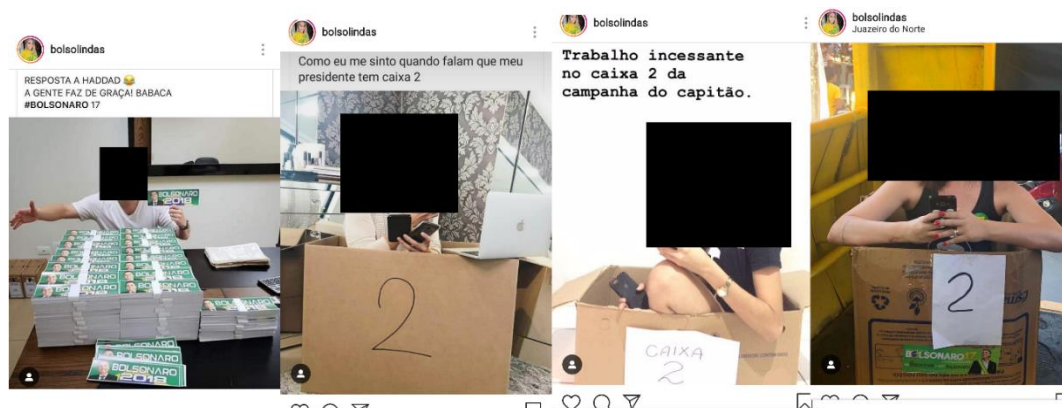 bolsolindas
RESPOSTA A HADDAD
A GENTE FAZ DE GRAÇA! BABACA
#BOLSONARO 17
BOLSONARO
2018
BOLSONARO
2018
bolsolindas
Como eu me sinto quando falam que meu
presidente tem caixa 2
2
bolsolindas
Trabalho incessante
no caixa 2 da
campanha do capitão.
CAIXA
2
bolsolindas
Juazeiro do Norte
2
BOLSONARO 17